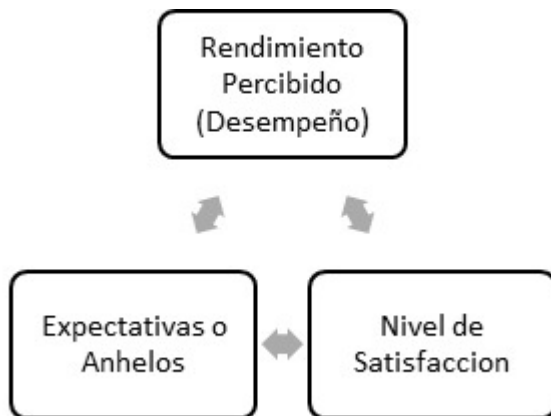 Rendimiento
Percibido
(Desempeño)
Expectativas o
Anhelos
Nivel de
Satisfaccion